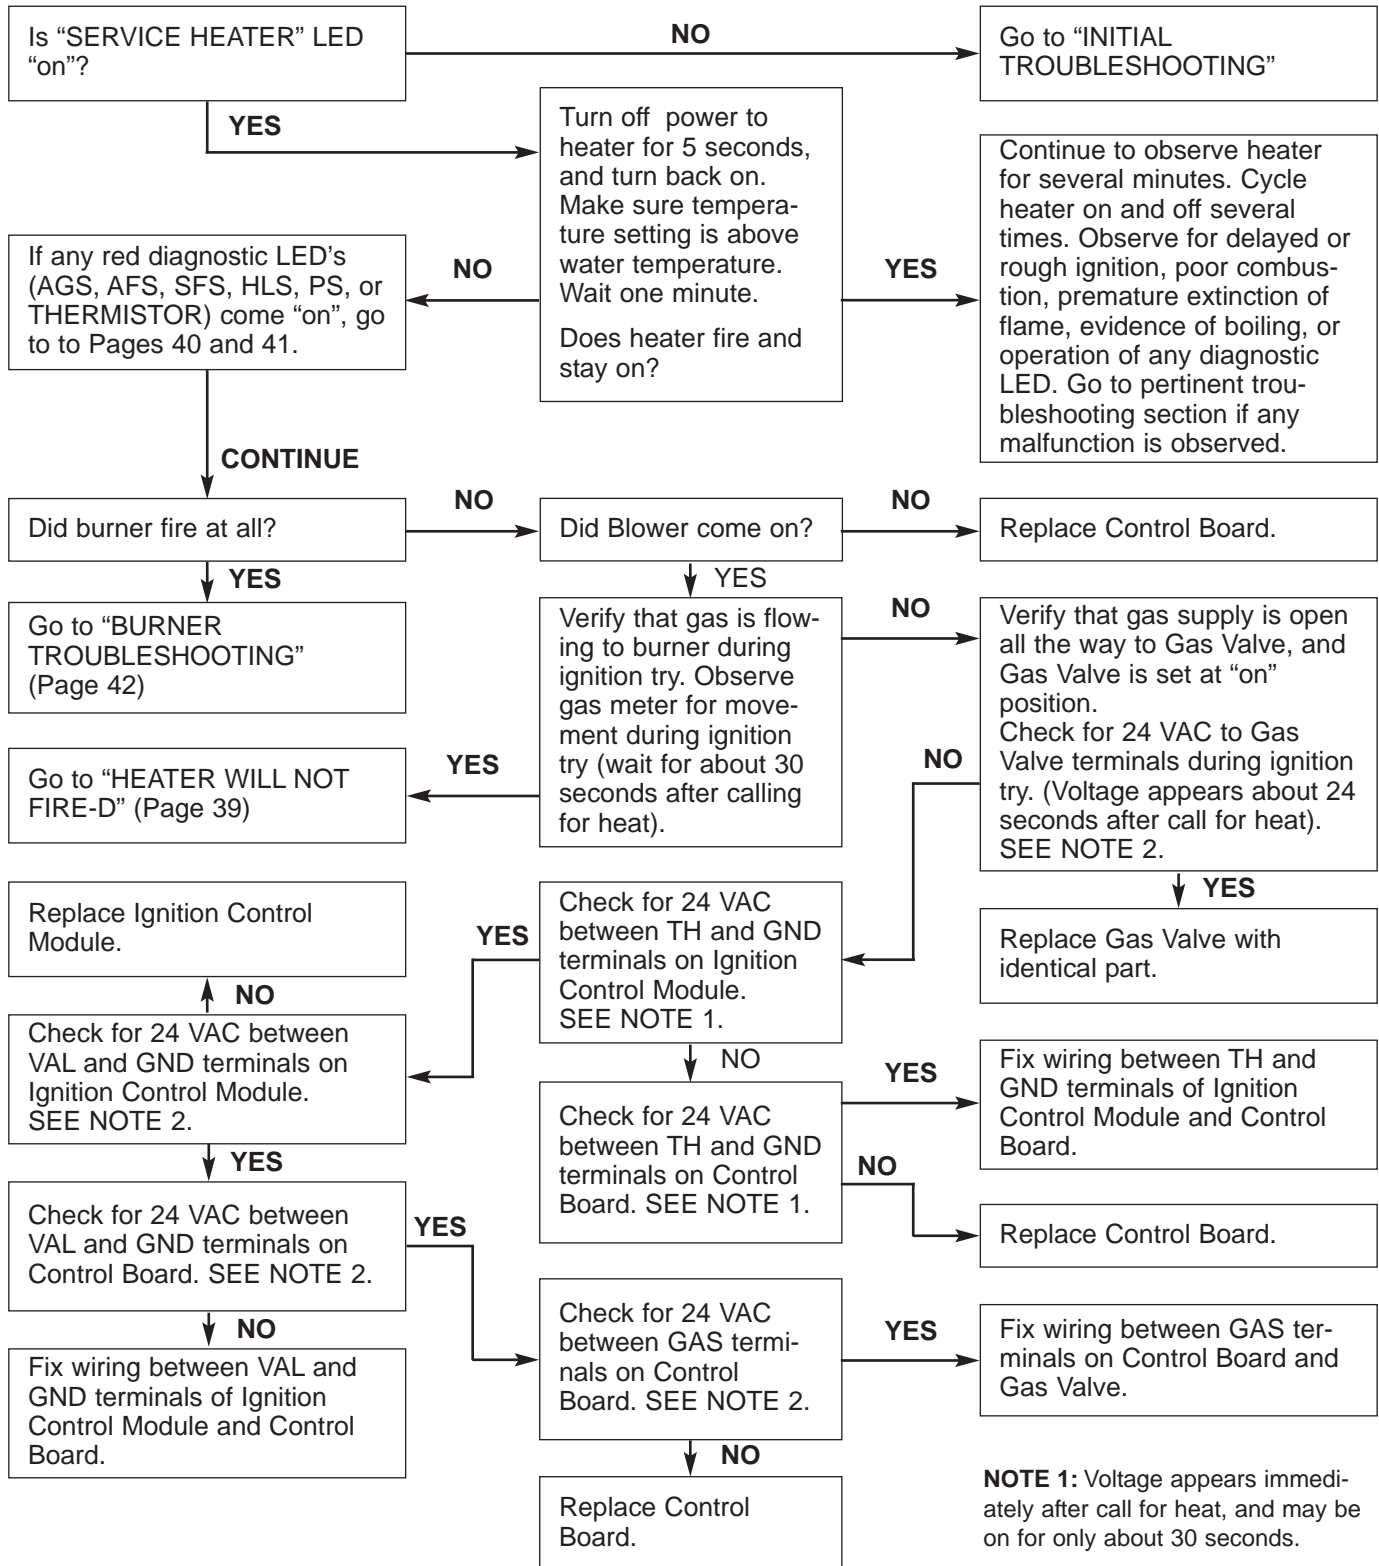 Is “SERVICE HEATER” LED
“on”?
NO
Go to “INITIAL
TROUBLESHOOTING”
YES
Turn off power to
heater for 5 seconds,
and turn back on.
Make sure tempera-
ture setting is above
water temperature.
Wait one minute.
Does heater fire and
stay on?
YES
Continue to observe heater
for several minutes. Cycle
heater on and off several
times. Observe for delayed or
rough ignition, poor combus-
tion, premature extinction of
flame, evidence of boiling, or
operation of any diagnostic
LED. Go to pertinent trou-
bleshooting section if any
malfunction is observed.
NO
If any red diagnostic LED’s
(AGS, AFS, SFS, HLS, PS, or
THERMISTOR) come “on”, go
to to Pages 40 and 41.
CONTINUE
Did burner fire at all?
NO
Did Blower come on?
NO
Replace Control Board.
YES
YES
Go to “BURNER
TROUBLESHOOTING”
(Page 42)
Verify that gas is flow-
ing to burner during
ignition try. Observe
gas meter for move-
ment during ignition
try (wait for about 30
seconds after calling
for heat).
NO
Verify that gas supply is open
all the way to Gas Valve, and
Gas Valve is set at “on”
position.
Check for 24 VAC to Gas
Valve terminals during ignition
try. (Voltage appears about 24
seconds after call for heat).
SEE NOTE 2.
YES
Go to “HEATER WILL NOT
FIRE-D” (Page 39)
NO
YES
Replace Gas Valve with
identical part.
Check for 24 VAC
between TH and GND
terminals on Ignition
Control Module.
SEE NOTE 1.
YES
Replace Ignition Control
Module.
NO
Check for 24 VAC between
VAL and GND terminals on
Ignition Control Module.
SEE NOTE 2.
NO
Check for 24 VAC
between TH and GND
terminals on Control
Board. SEE NOTE 1.
YES
Fix wiring between TH and
GND terminals of Ignition
Control Module and Control
Board.
NO
Replace Control Board.
YES
Check for 24 VAC between
VAL and GND terminals on
Control Board. SEE NOTE 2.
YES
Check for 24 VAC
between GAS termi-
nals on Control
Board. SEE NOTE 2.
YES
Fix wiring between GAS ter-
minals on Control Board and
Gas Valve.
NO
Fix wiring between VAL and
GND terminals of Ignition
Control Module and Control
Board.
NO
Replace Control
Board.
NOTE 1: Voltage appears immedi-
ately after call for heat, and may be
on for only about 30 seconds.